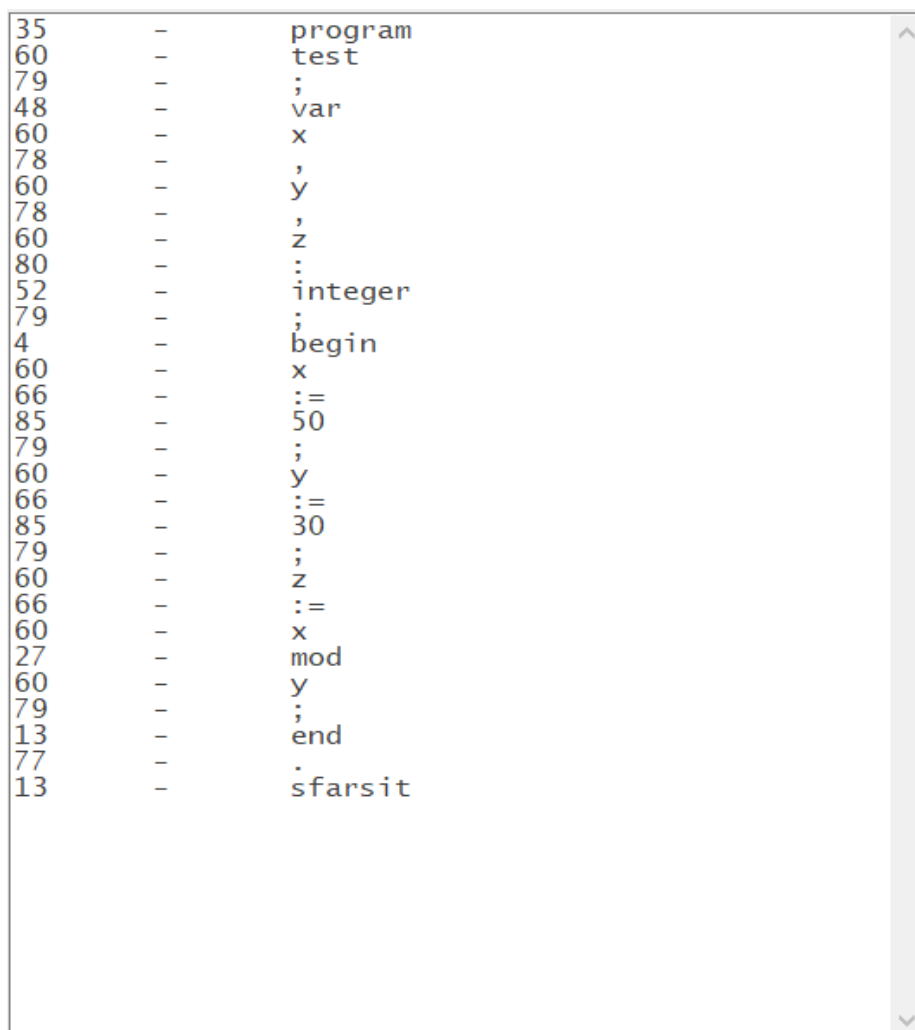 35 - program
60 - test
79 - ;
48 - var
60 - x
78 - ,
60 - y
78 - ,
60 - z
80 - :
52 - integer
79 - ;
4 - begin
60 - x
66 - :=
85 - 50
79 - ;
60 - y
66 - :=
85 - 30
79 - ;
60 - z
66 - :=
60 - x
27 - mod
60 - y
79 - ;
13 - end
77 - .
13 - sfarsit